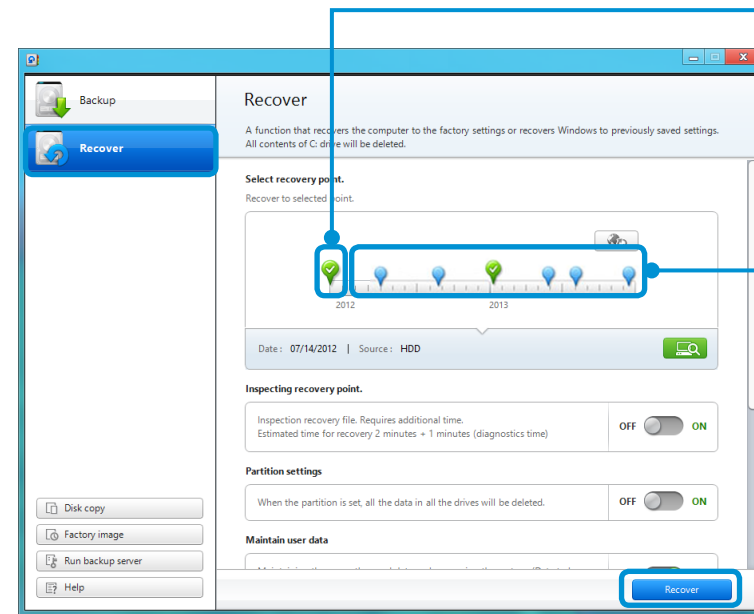 Backup
Recover
Disk copy
Factory image
Run backup server
Help
Recover
A function that recovers the computer to the factory settings or recovers Windows to previously saved settings.
All contents of C: drive will be deleted.
Select recovery point.
Recover to selected point.
2012 2013
Date : 07/14/2012 | Source : HDD
Inspecting recovery point.
Inspection recovery file. Requires additional time.
Estimated time for recovery 2 minutes + 1 minutes (diagnostics time)
OFF ON
Partition settings
When the partition is set, all the data in all the drives will be deleted.
OFF ON
Maintain user data
Recover